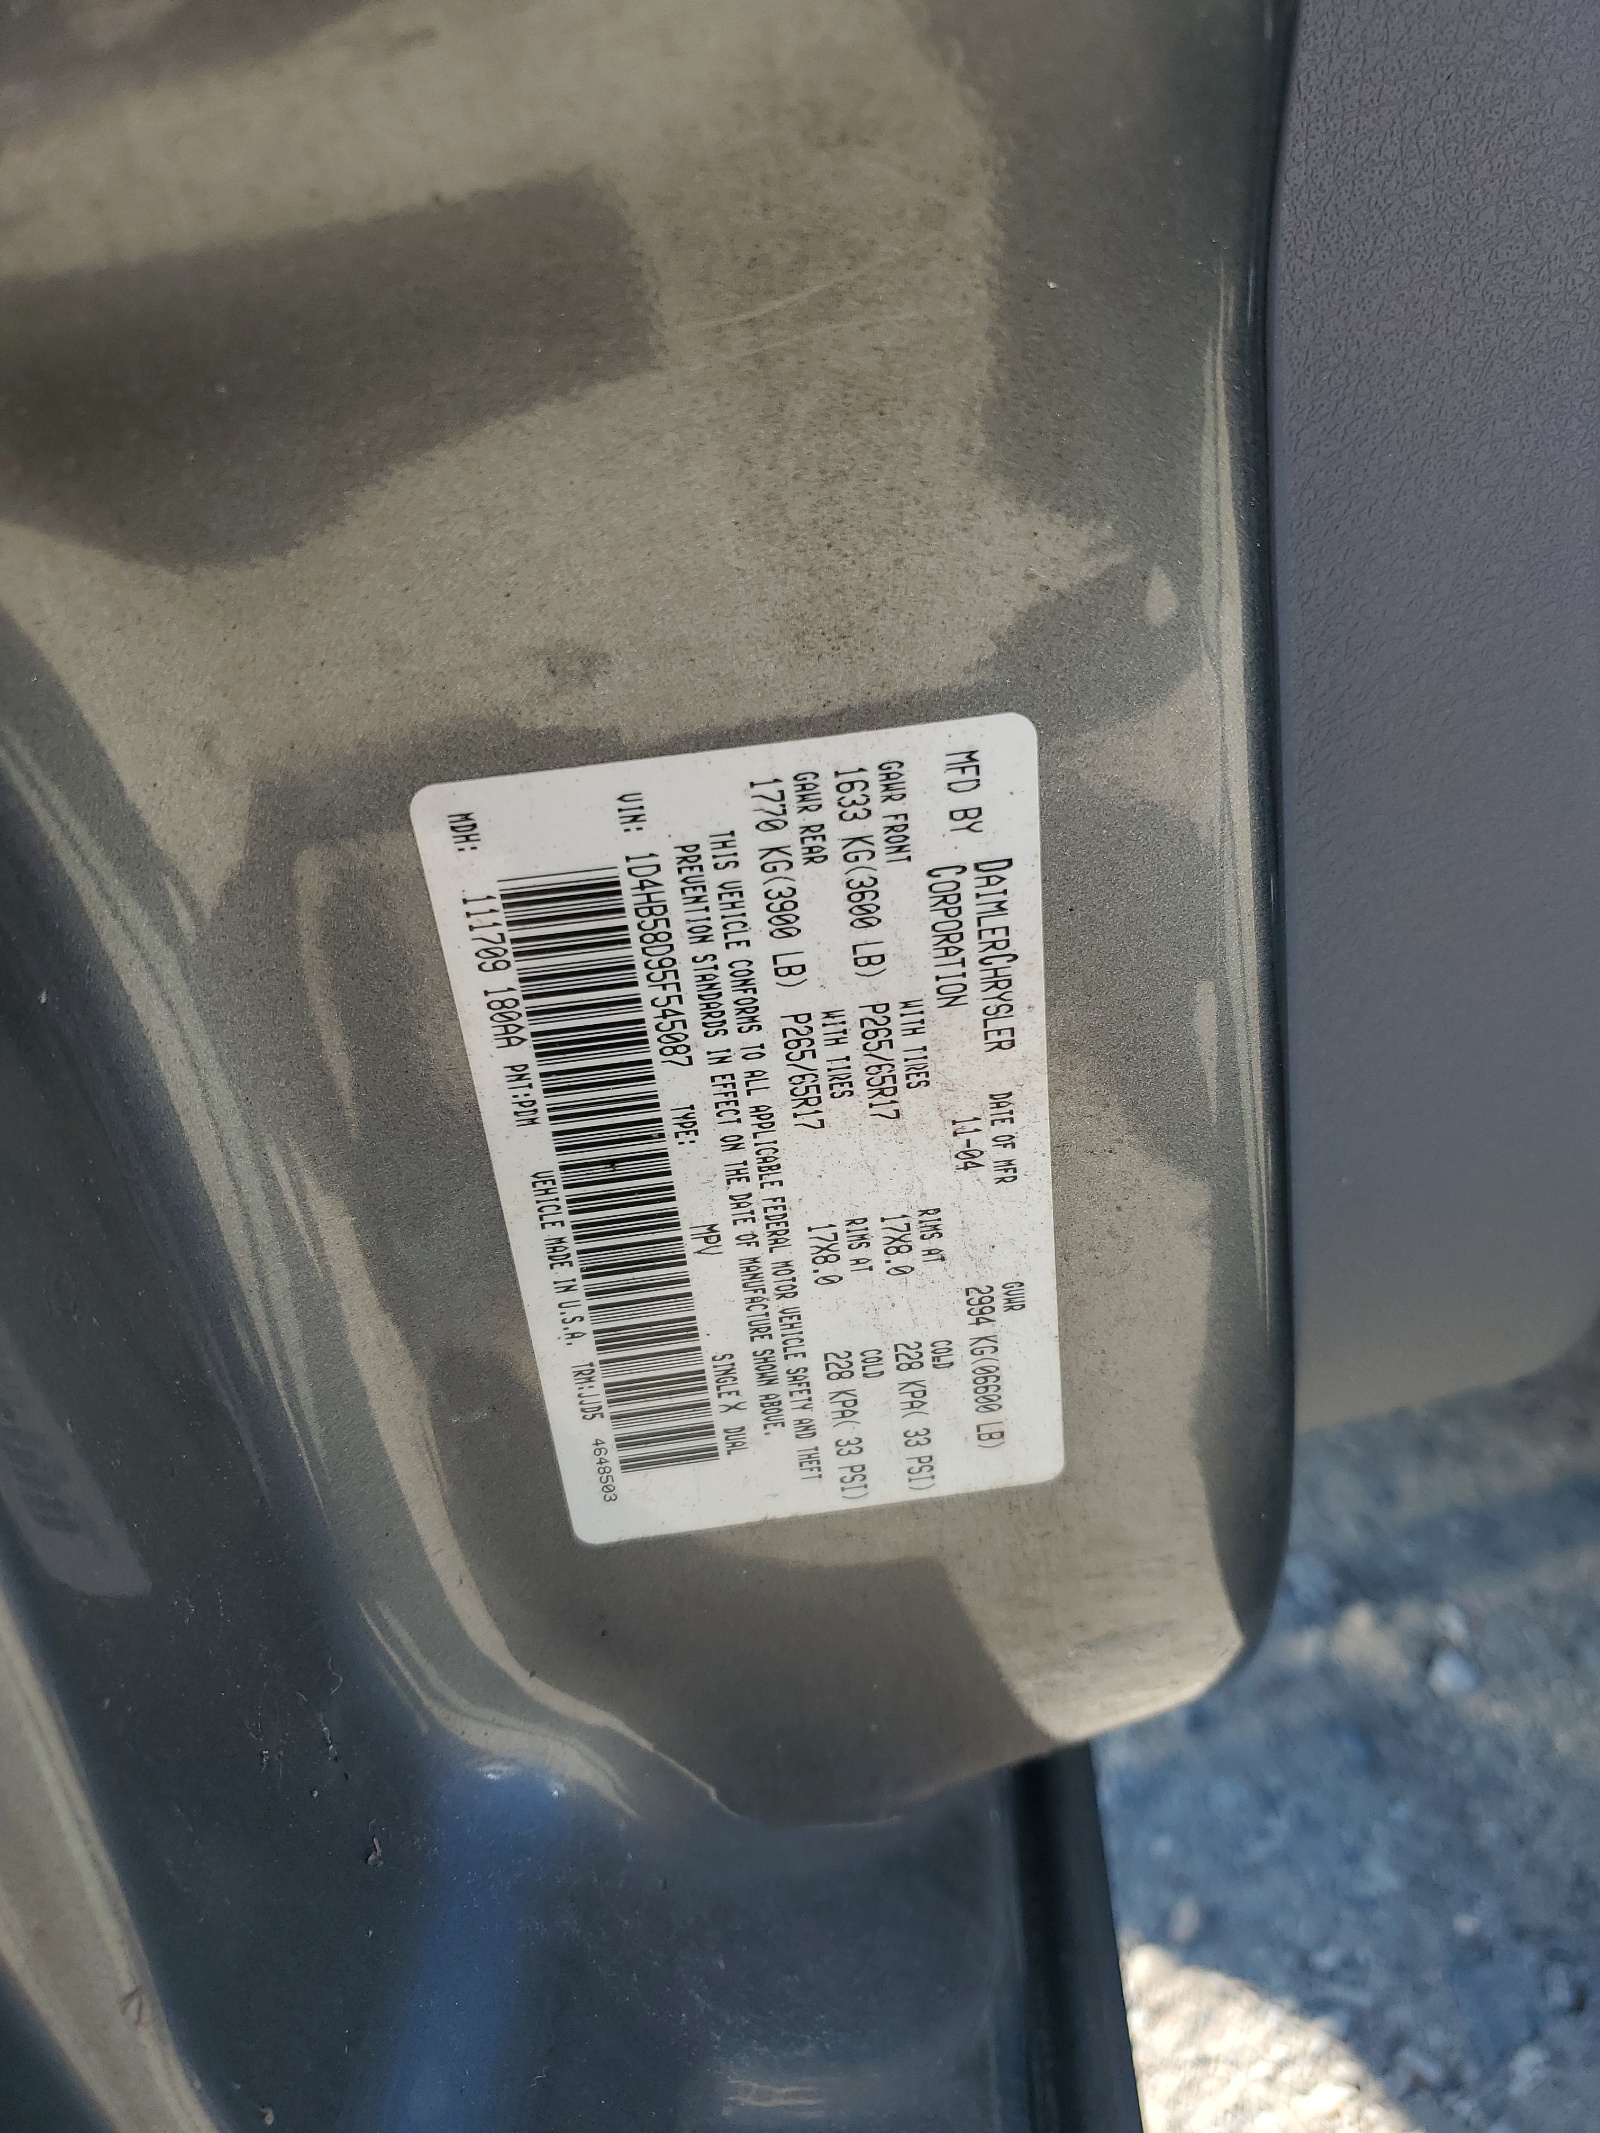 MFD BY DAIMLERCHRYSLER DATE OF MFR GVWR
CORPORATION 11-04 2994 KG(06600 LB)
GAWR FRONT WITH TIRES RIMS AT COLD
1633 KG(3600 LB) P265/65R17 17X8.0 228 KPA( 33 PSI)
GAWR REAR WITH TIRES RIMS AT COLD
1770 KG(3900 LB) P265/65R17 17X8.0 228 KPA( 33 PSI)
THIS VEHICLE CONFORMS TO ALL APPLICABLE FEDERAL MOTOR VEHICLE SAFETY AND THEFT
PREVENTION STANDARDS IN EFFECT ON THE DATE OF MANUFACTURE SHOWN ABOVE.
VIN: 1D4HB58D95F545087 TYPE: MPV SINGLE X DUAL
MDH: 111709 180AA PNT:PDM VEHICLE MADE IN U.S.A. TRM:LJD5 4648503